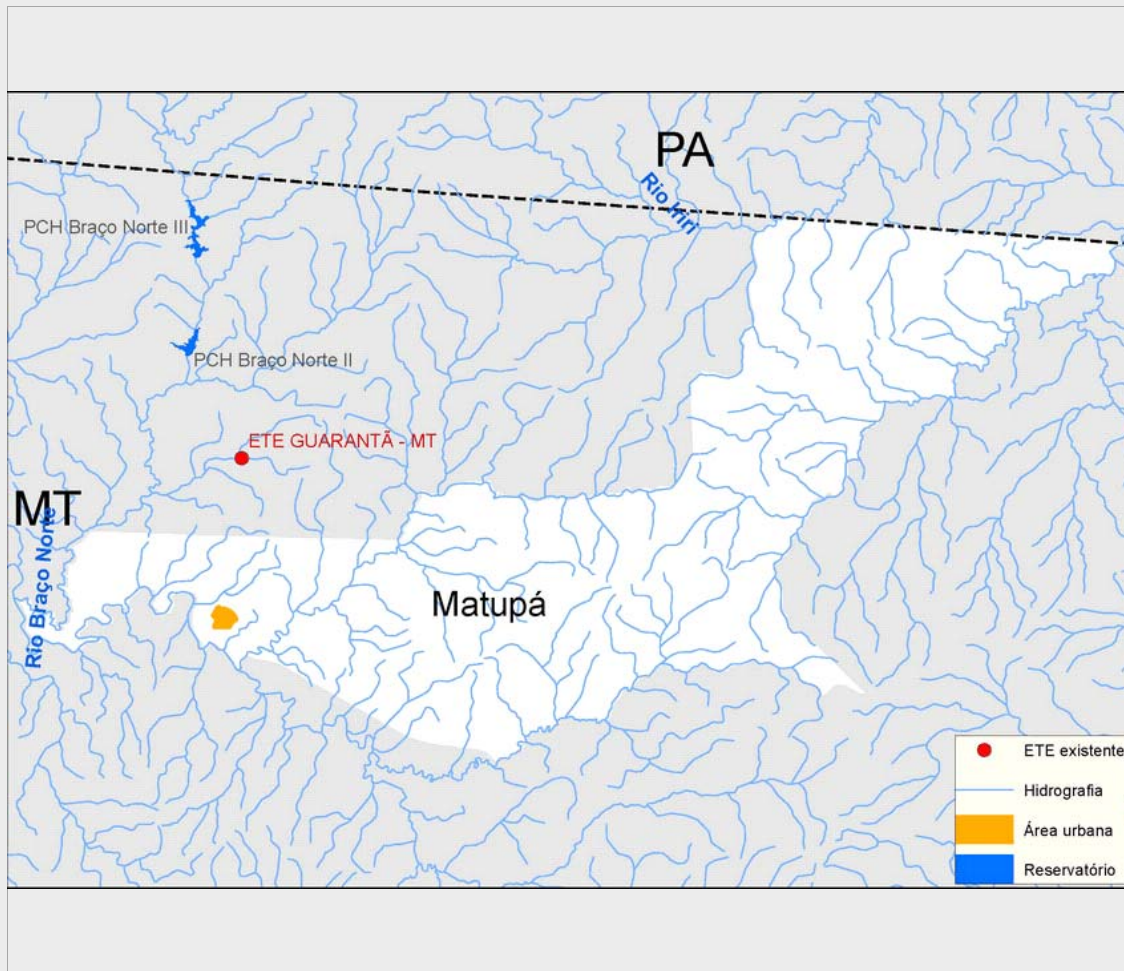 PA
Rio Iriri
PCH Braço Norte III
PCH Braço Norte II
ETE GUARANTÃ - MT
MT
Rio Braço Norte
Matupá
ETE existente
Hidrografia
Área urbana
Reservatório